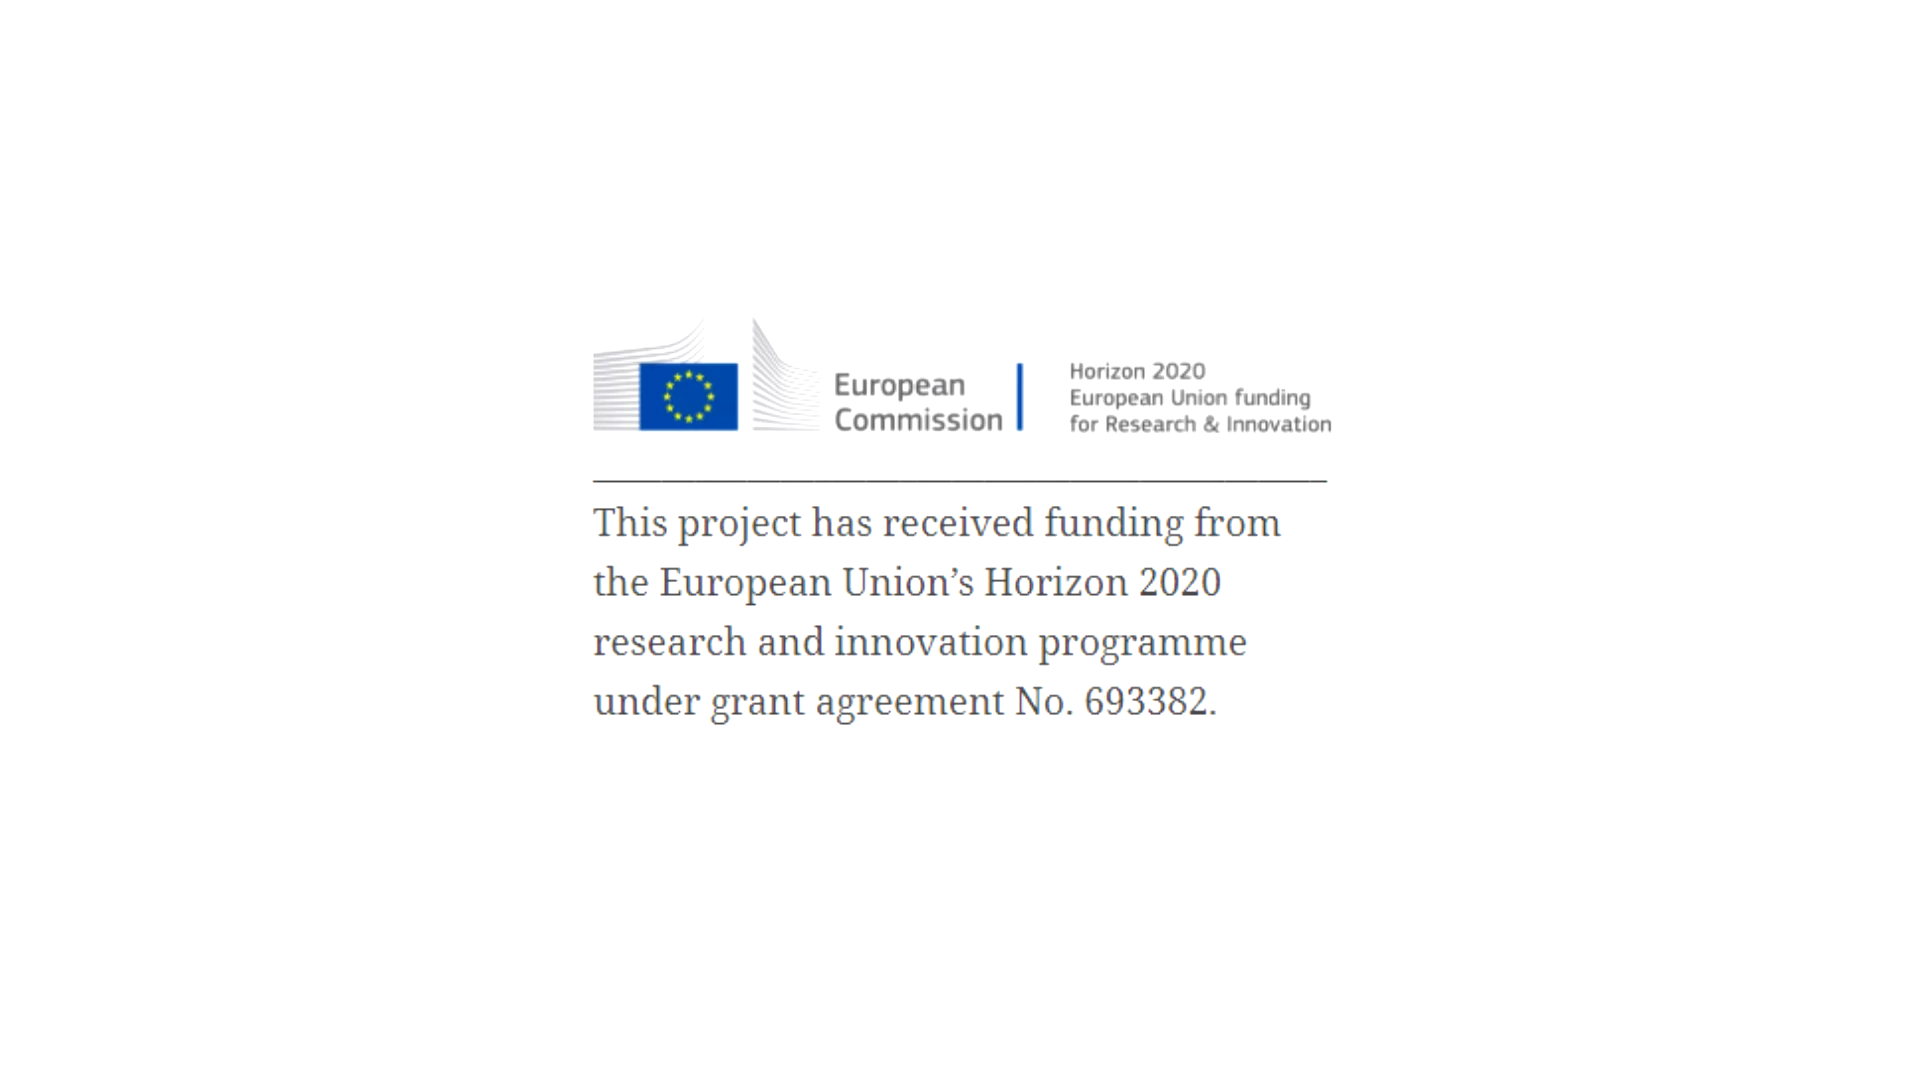 European
Commission
Horizon 2020
European Union funding
for Research & Innovation
This project has received funding from
the European Union’s Horizon 2020
research and innovation programme
under grant agreement No. 693382.